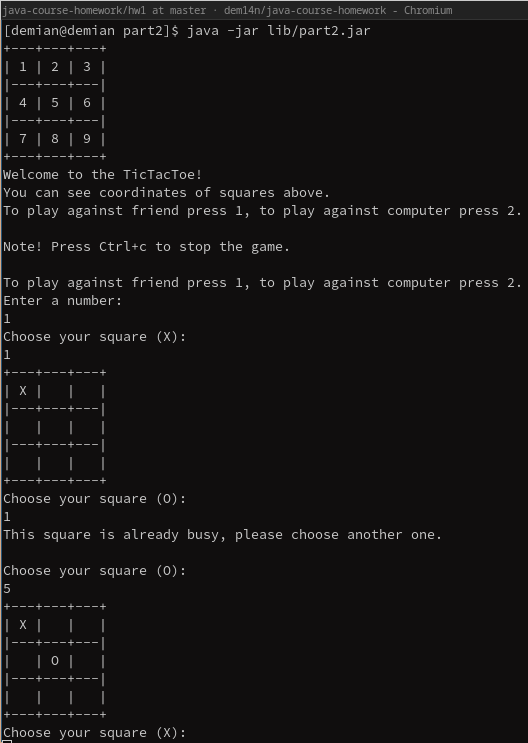 java-course-homework/hw1 at master · dem14n/java-course-homework - Chromium
[demian@demian part2]$ java -jar lib/part2.jar
+---+---+---+
| 1 | 2 | 3 |
|---+---+---|
| 4 | 5 | 6 |
|---+---+---|
| 7 | 8 | 9 |
+---+---+---+
Welcome to the TicTacToe!
You can see coordinates of squares above.
To play against friend press 1, to play against computer press 2.
Note! Press Ctrl+c to stop the game.
To play against friend press 1, to play against computer press 2.
Enter a number:
1
Choose your square (X):
1
+---+---+---+
| X |   |   |
|---+---+---|
|   |   |   |
|---+---+---|
|   |   |   |
+---+---+---+
Choose your square (O):
1
This square is already busy, please choose another one.
Choose your square (O):
5
+---+---+---+
| X |   |   |
|---+---+---|
|   | O |   |
|---+---+---|
|   |   |   |
+---+---+---+
Choose your square (X):